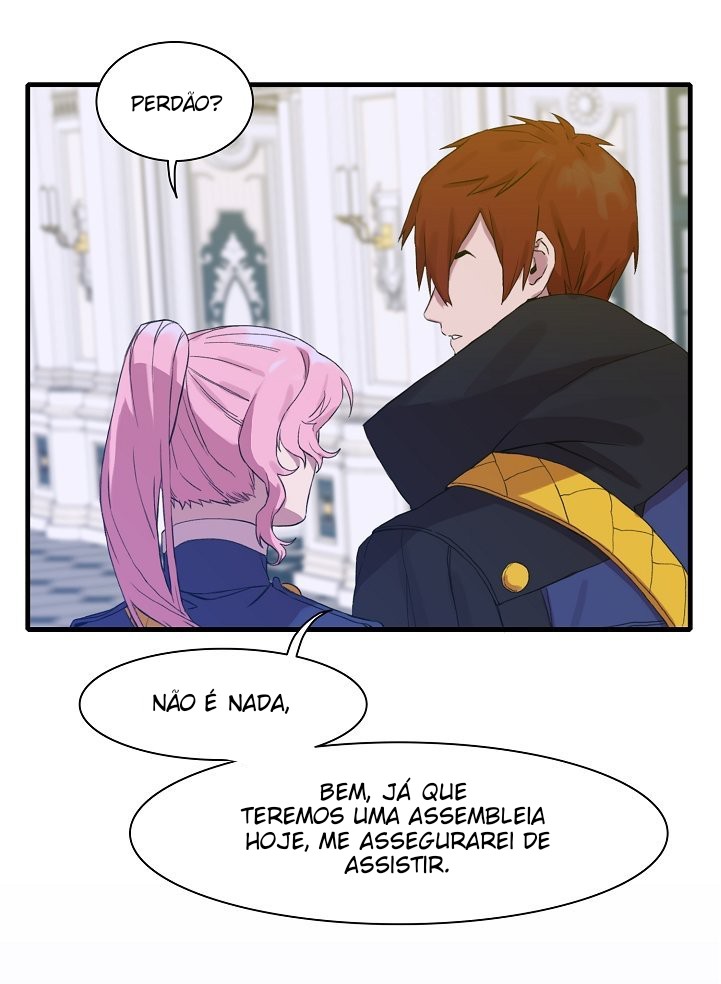 PERDÃO?
NÃO É NADA,
BEM, JÁ QUE
TEREMOS UMA ASSEMBLEIA
HOJE, ME ASSEGURAREI DE
ASSISTIR.